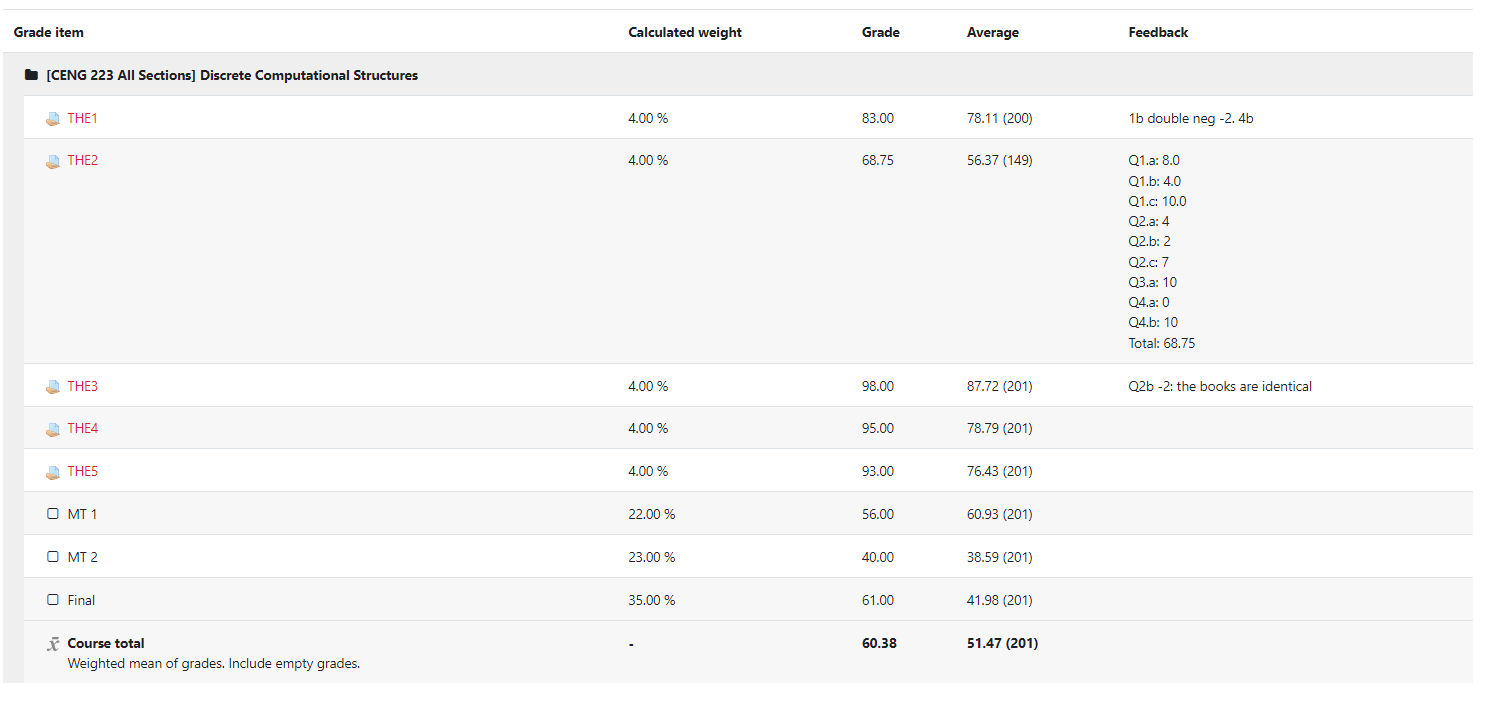 Grade item Calculated weight Grade Average Feedback
[CENG 223 All Sections] Discrete Computational Structures
THE1 4.00 % 83.00 78.11 (200) 1b double neg -2. 4b
THE2 4.00 % 68.75 56.37 (149) Q1.a: 8.0
Q1.b: 4.0
Q1.c: 10.0
Q2.a: 4
Q2.b: 2
Q2.c: 7
Q3.a: 10
Q4.a: 0
Q4.b: 10
Total: 68.75
THE3 4.00 % 98.00 87.72 (201) Q2b -2: the books are identical
THE4 4.00 % 95.00 78.79 (201)
THE5 4.00 % 93.00 76.43 (201)
MT 1 22.00 % 56.00 60.93 (201)
MT 2 23.00 % 40.00 38.59 (201)
Final 35.00 % 61.00 41.98 (201)
x̄ Course total - 60.38 51.47 (201)
Weighted mean of grades. Include empty grades.